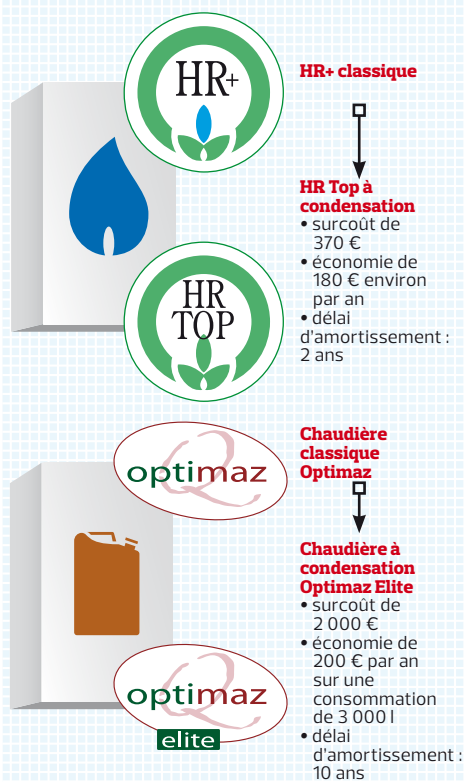 HR+
HR+ classique
HR Top à
condensation
• surcoût de
370 €
• économie de
180 € environ
par an
• délai
d'amortissement :
2 ans
HR
TOP
optimaz
Chaudière
classique
Optimaz
Chaudière à
condensation
Optimaz Elite
• surcoût de
2 000 €
• économie de
200 € par an
sur une
consommation
de 3 000 l
• délai
d'amortissement :
10 ans
optimaz
elite